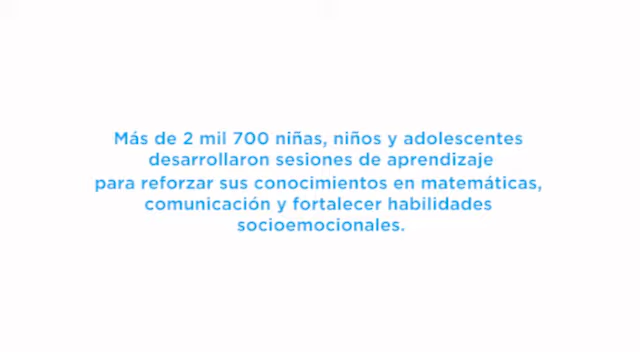 Más de 2 mil 700 niñas, niños y adolescentes
desarrollaron sesiones de aprendizaje
para reforzar sus conocimientos en matemáticas,
comunicación y fortalecer habilidades
socioemocionales.